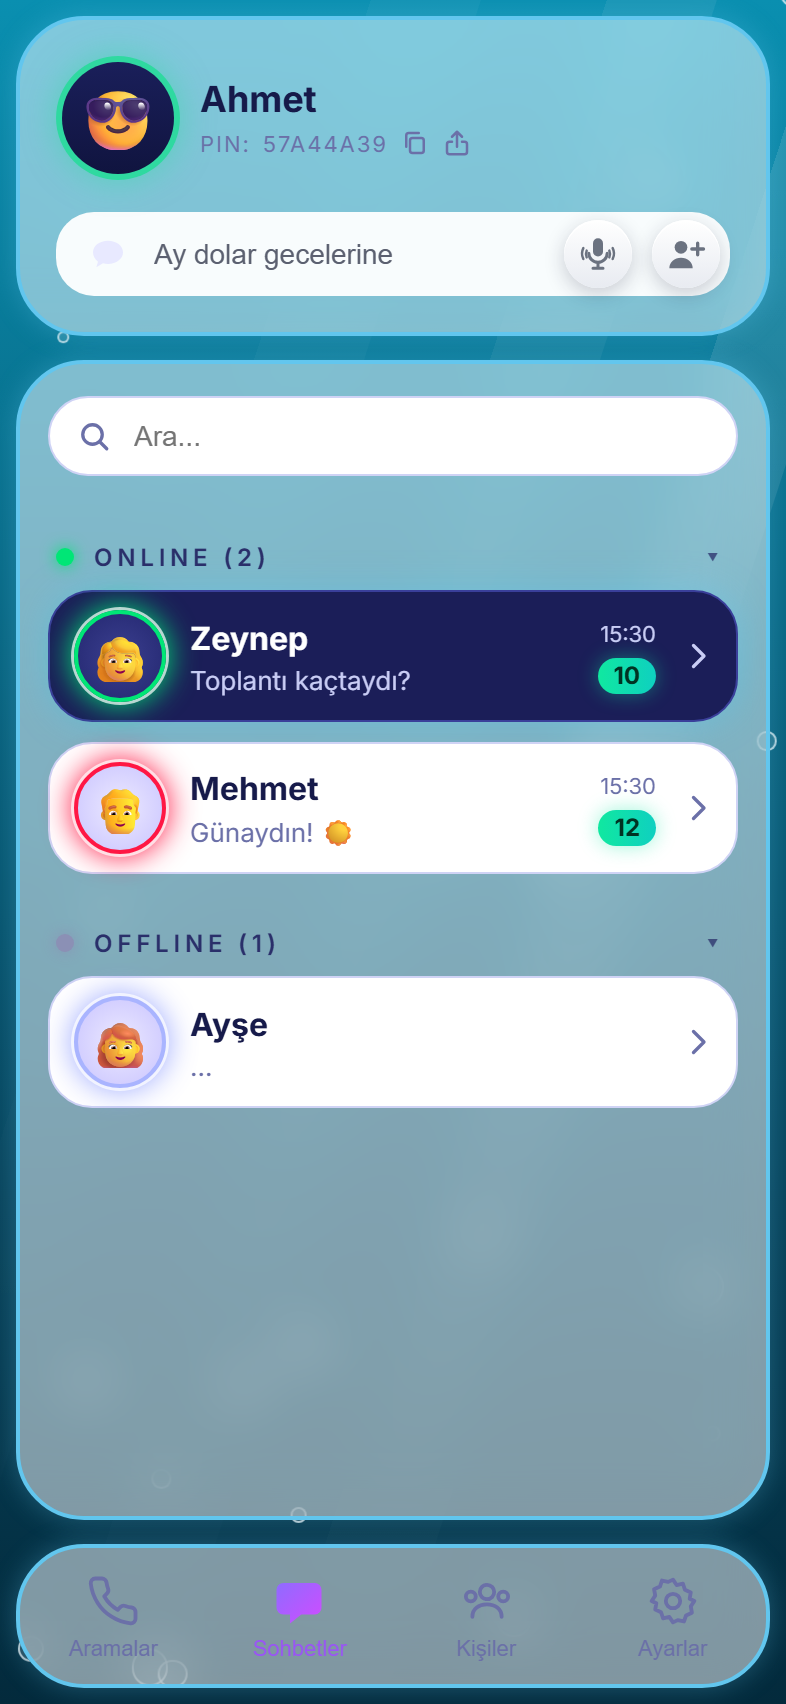 Ahmet
PIN: 57A44A39
Ay dolar gecelerine
Ara...
ONLINE (2)
Zeynep
15:30
Toplantı kaçtaydı?
10
Mehmet
15:30
Günaydın!
12
OFFLINE (1)
Ayşe
...
Aramalar
Sohbetler
Kişiler
Ayarlar